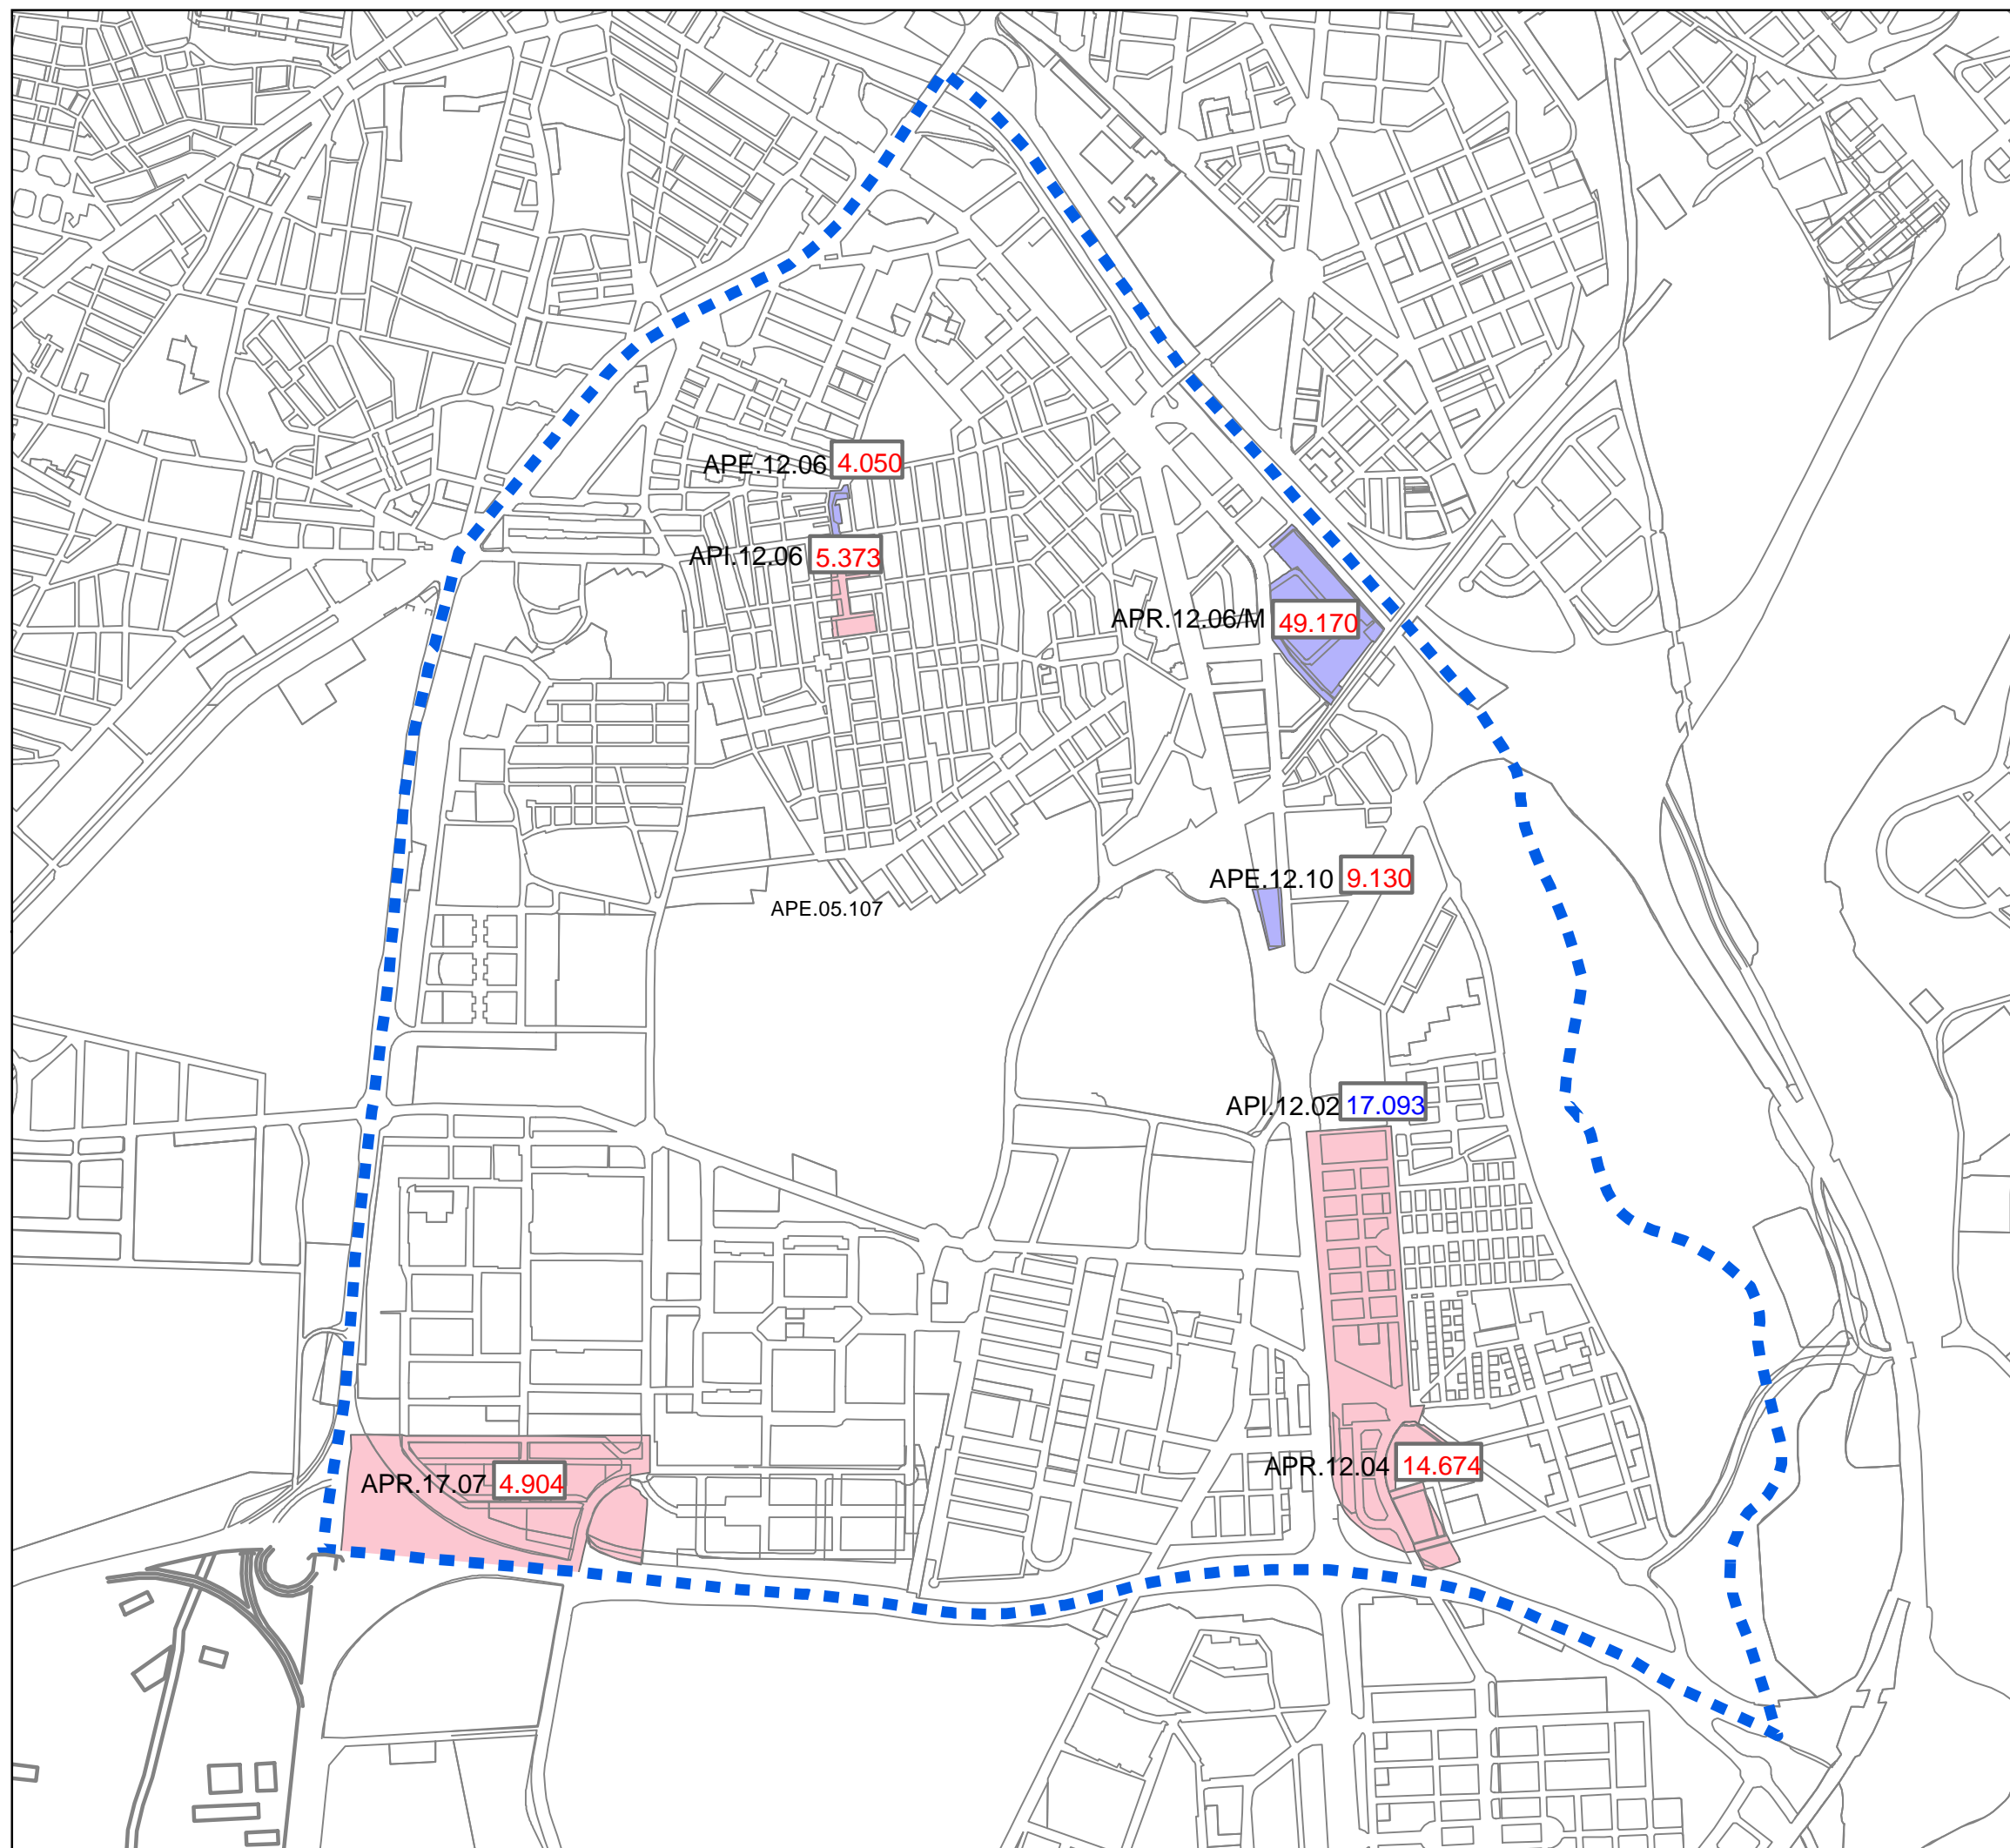 APE.12.06 4.050
API.12.06 5.373
APR.12.06/M 49.170
APE.12.10 9.130
APE.05.107
API.12.02 17.093
APR.12.04 14.674
APR.17.07 4.904